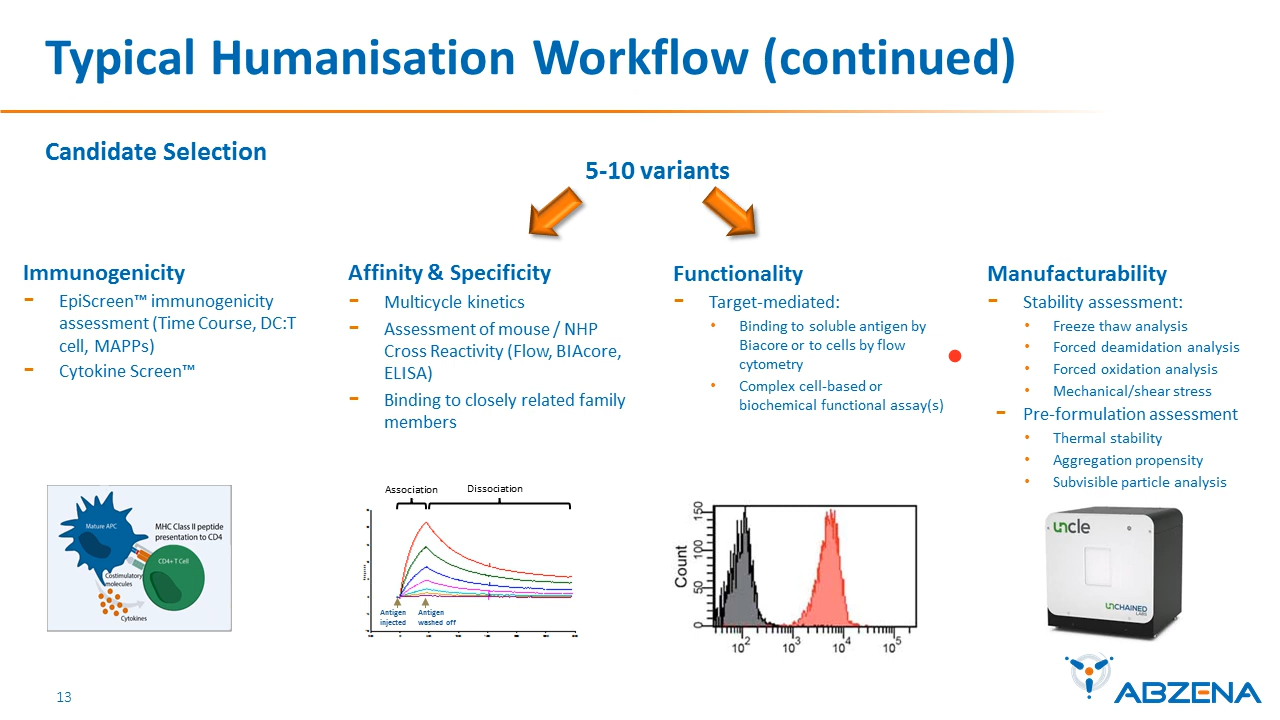 Typical Humanisation Workflow (continued)
Candidate Selection
5-10 variants
Immunogenicity
- EpiScreen™ immunogenicity
assessment (Time Course, DC:T
cell, MAPPs)
- Cytokine Screen™
Mature APC
MHC Class II peptide
presentation to CD4
CD4+ T Cell
Costimulatory
molecules
Cytokines
Affinity & Specificity
- Multicycle kinetics
- Assessment of mouse / NHP
Cross Reactivity (Flow, BIAcore,
ELISA)
- Binding to closely related family
members
Association
Dissociation
Antigen
injected
Antigen
washed off
Functionality
- Target-mediated:
• Binding to soluble antigen by
Biacore or to cells by flow
cytometry
• Complex cell-based or
biochemical functional assay(s)
Count
150
100
50
0
10²
10³
10⁴
10⁵
Manufacturability
- Stability assessment:
• Freeze thaw analysis
• Forced deamidation analysis
• Forced oxidation analysis
• Mechanical/shear stress
- Pre-formulation assessment
• Thermal stability
• Aggregation propensity
• Subvisible particle analysis
uncle
UNCHAINED
LABS
13
ABZENA